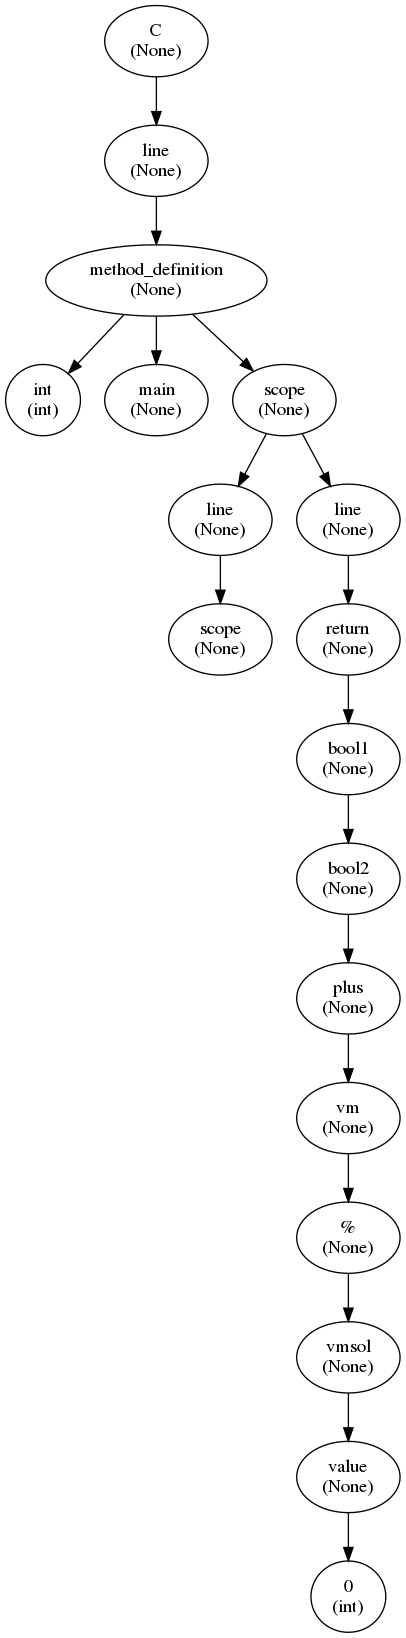 C
(None)
line
(None)
method_definition
(None)
int
(int)
main
(None)
scope
(None)
line
(None)
line
(None)
scope
(None)
return
(None)
bool1
(None)
bool2
(None)
plus
(None)
vm
(None)
%
(None)
vmsol
(None)
value
(None)
0
(int)